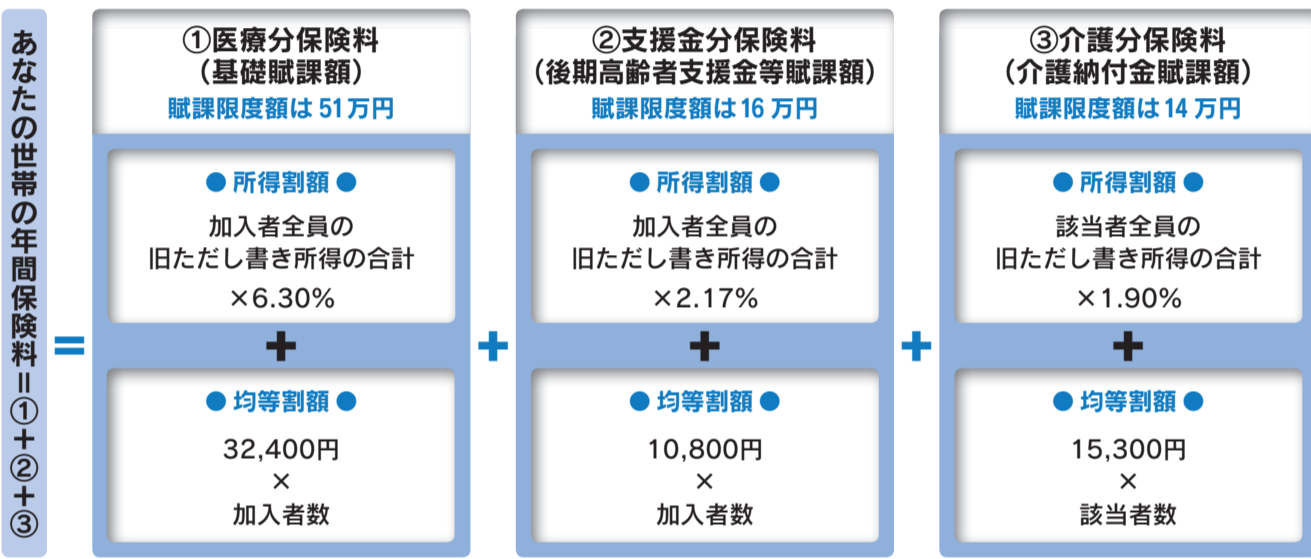 あなたの世帯の年間保険料=①+②+③
=
①医療分保険料
(基礎賦課額)
賦課限度額は51万円
● 所得割額 ●
加入者全員の
旧ただし書き所得の合計
×6.30%
+
● 均等割額 ●
32,400円
×
加入者数
+
②支援金分保険料
(後期高齢者支援金等賦課額)
賦課限度額は16万円
● 所得割額 ●
加入者全員の
旧ただし書き所得の合計
×2.17%
+
● 均等割額 ●
10,800円
×
加入者数
+
③介護分保険料
(介護納付金賦課額)
賦課限度額は14万円
● 所得割額 ●
該当者全員の
旧ただし書き所得の合計
×1.90%
+
● 均等割額 ●
15,300円
×
該当者数